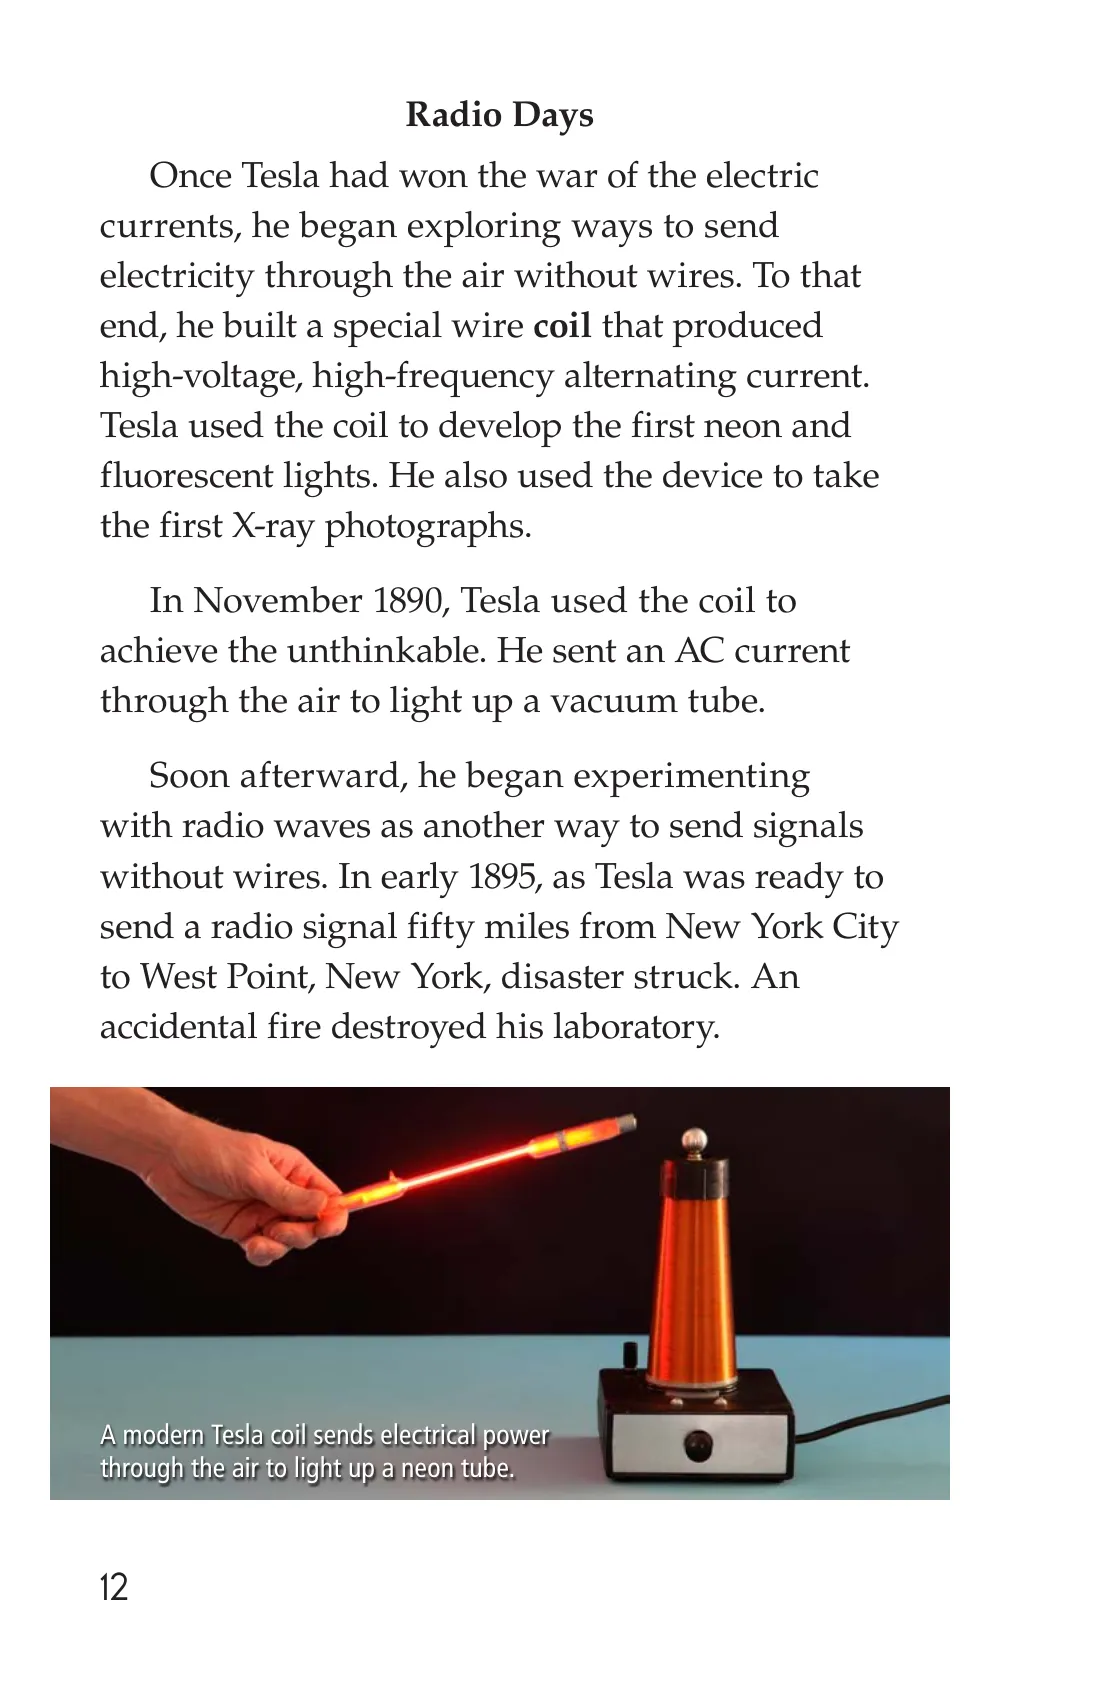 Radio Days
Once Tesla had won the war of the electric
currents, he began exploring ways to send
electricity through the air without wires. To that
end, he built a special wire coil that produced
high-voltage, high-frequency alternating current.
Tesla used the coil to develop the first neon and
fluorescent lights. He also used the device to take
the first X-ray photographs.
In November 1890, Tesla used the coil to
achieve the unthinkable. He sent an AC current
through the air to light up a vacuum tube.
Soon afterward, he began experimenting
with radio waves as another way to send signals
without wires. In early 1895, as Tesla was ready to
send a radio signal fifty miles from New York City
to West Point, New York, disaster struck. An
accidental fire destroyed his laboratory.
A modern Tesla coil sends electrical power
through the air to light up a neon tube.
12